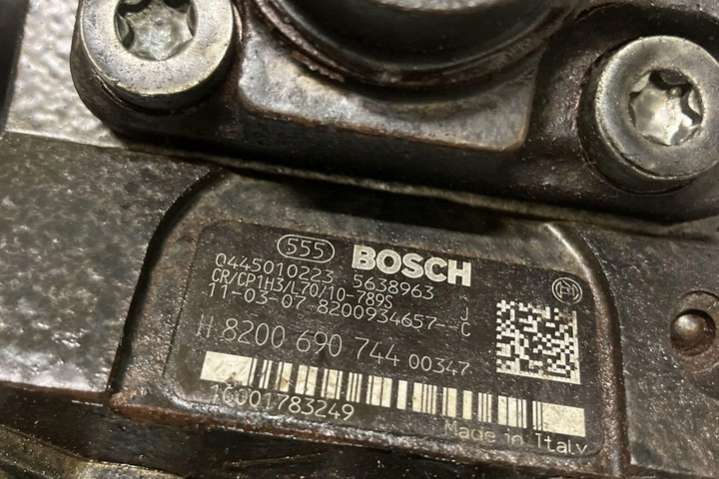 555 BOSCH
0445010223 5638963
CR/CP1H3/L70/10-789S J
11-03-07 8200934657--C
H 8200 690 744 00347
16001783249
Made in Italy